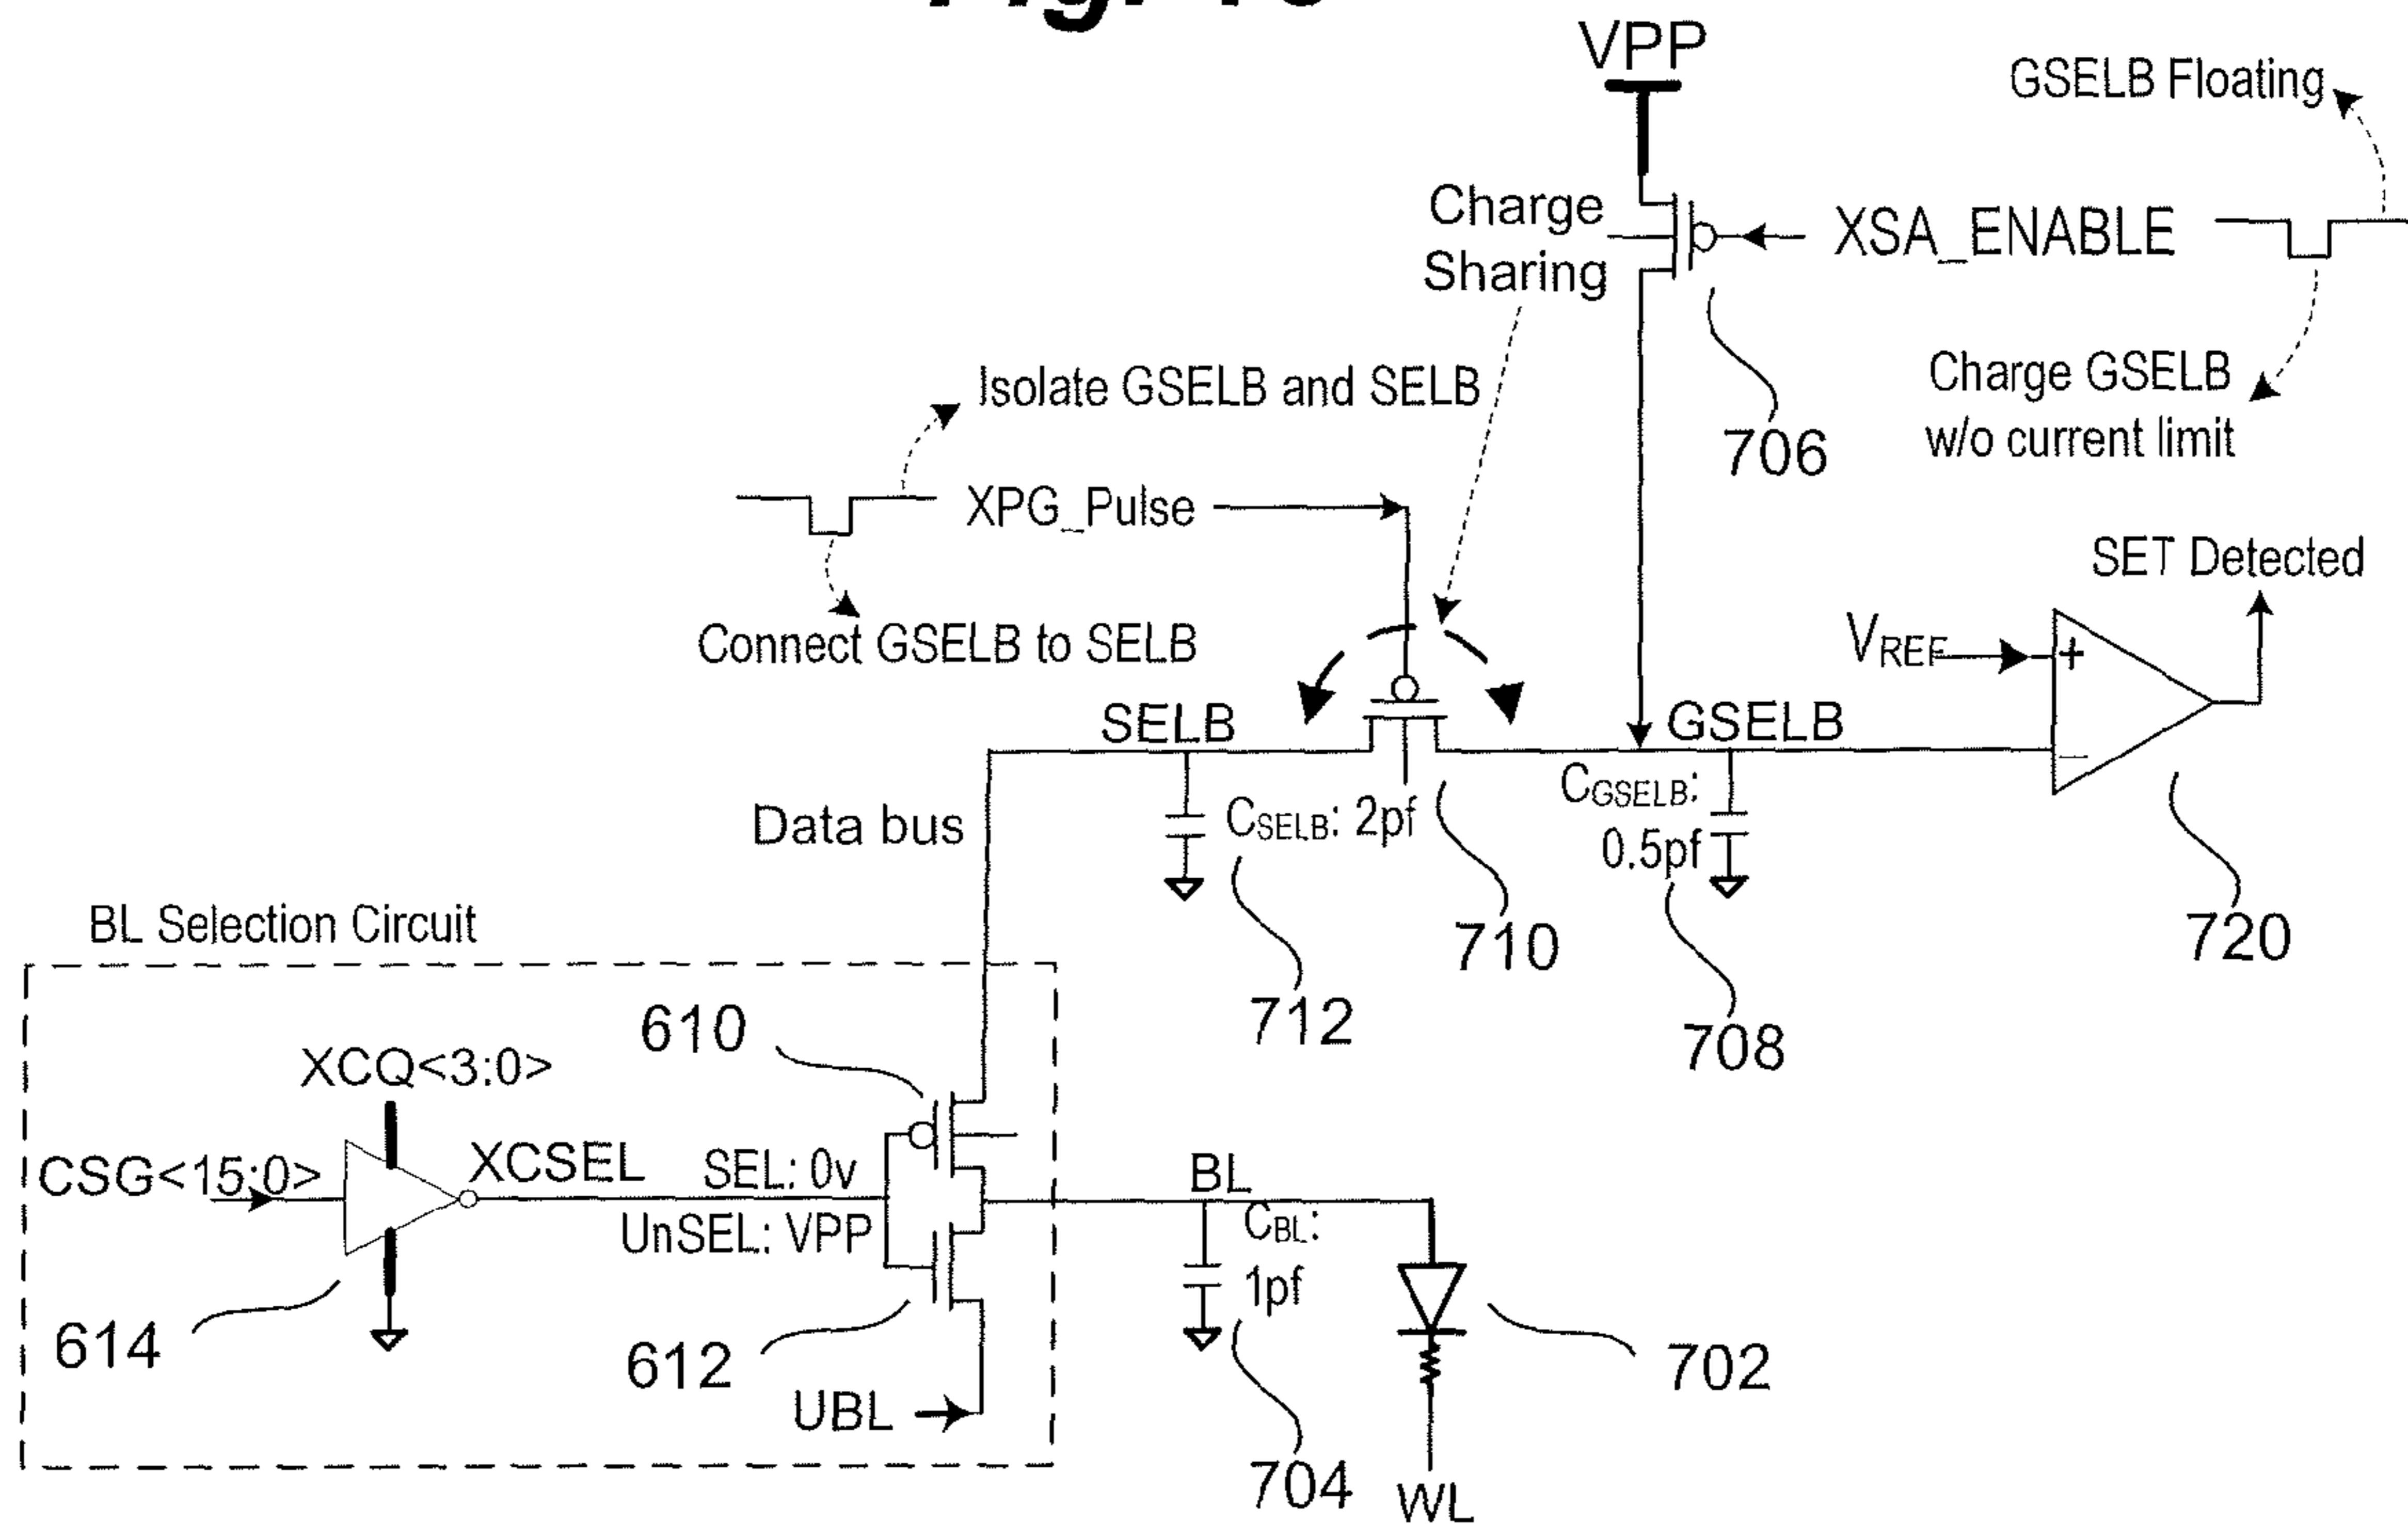 VPP
GSELB Floating
Charge
Sharing
XSA_ENABLE
Isolate GSELB and SELB
Charge GSELB
w/o current limit
706
XPG_Pulse
SET Detected
Connect GSELB to SELB
VREF
+
SELB
GSELB
−
Data bus
CSELB: 2pf
CGSELB:
0.5pf
BL Selection Circuit
710
720
712
708
610
XCQ<3:0>
CSG<15:0>
XCSEL
SEL: 0v
UnSEL: VPP
BL
CBL:
1pf
614
612
702
UBL
704
WL